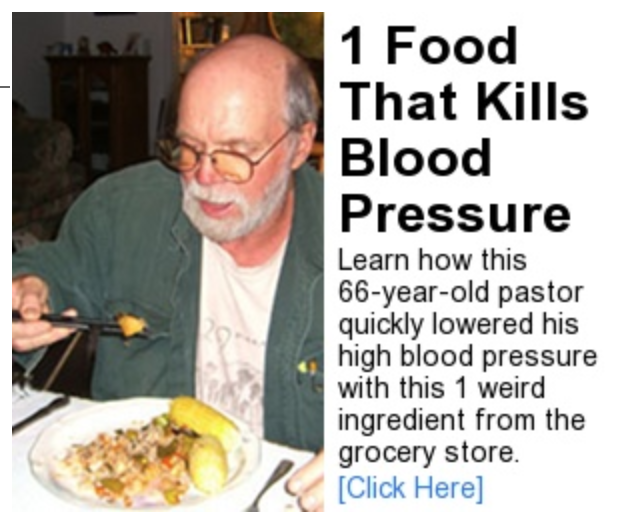 1 Food
That Kills
Blood
Pressure
Learn how this
66-year-old pastor
quickly lowered his
high blood pressure
with this 1 weird
ingredient from the
grocery store.
[Click Here]